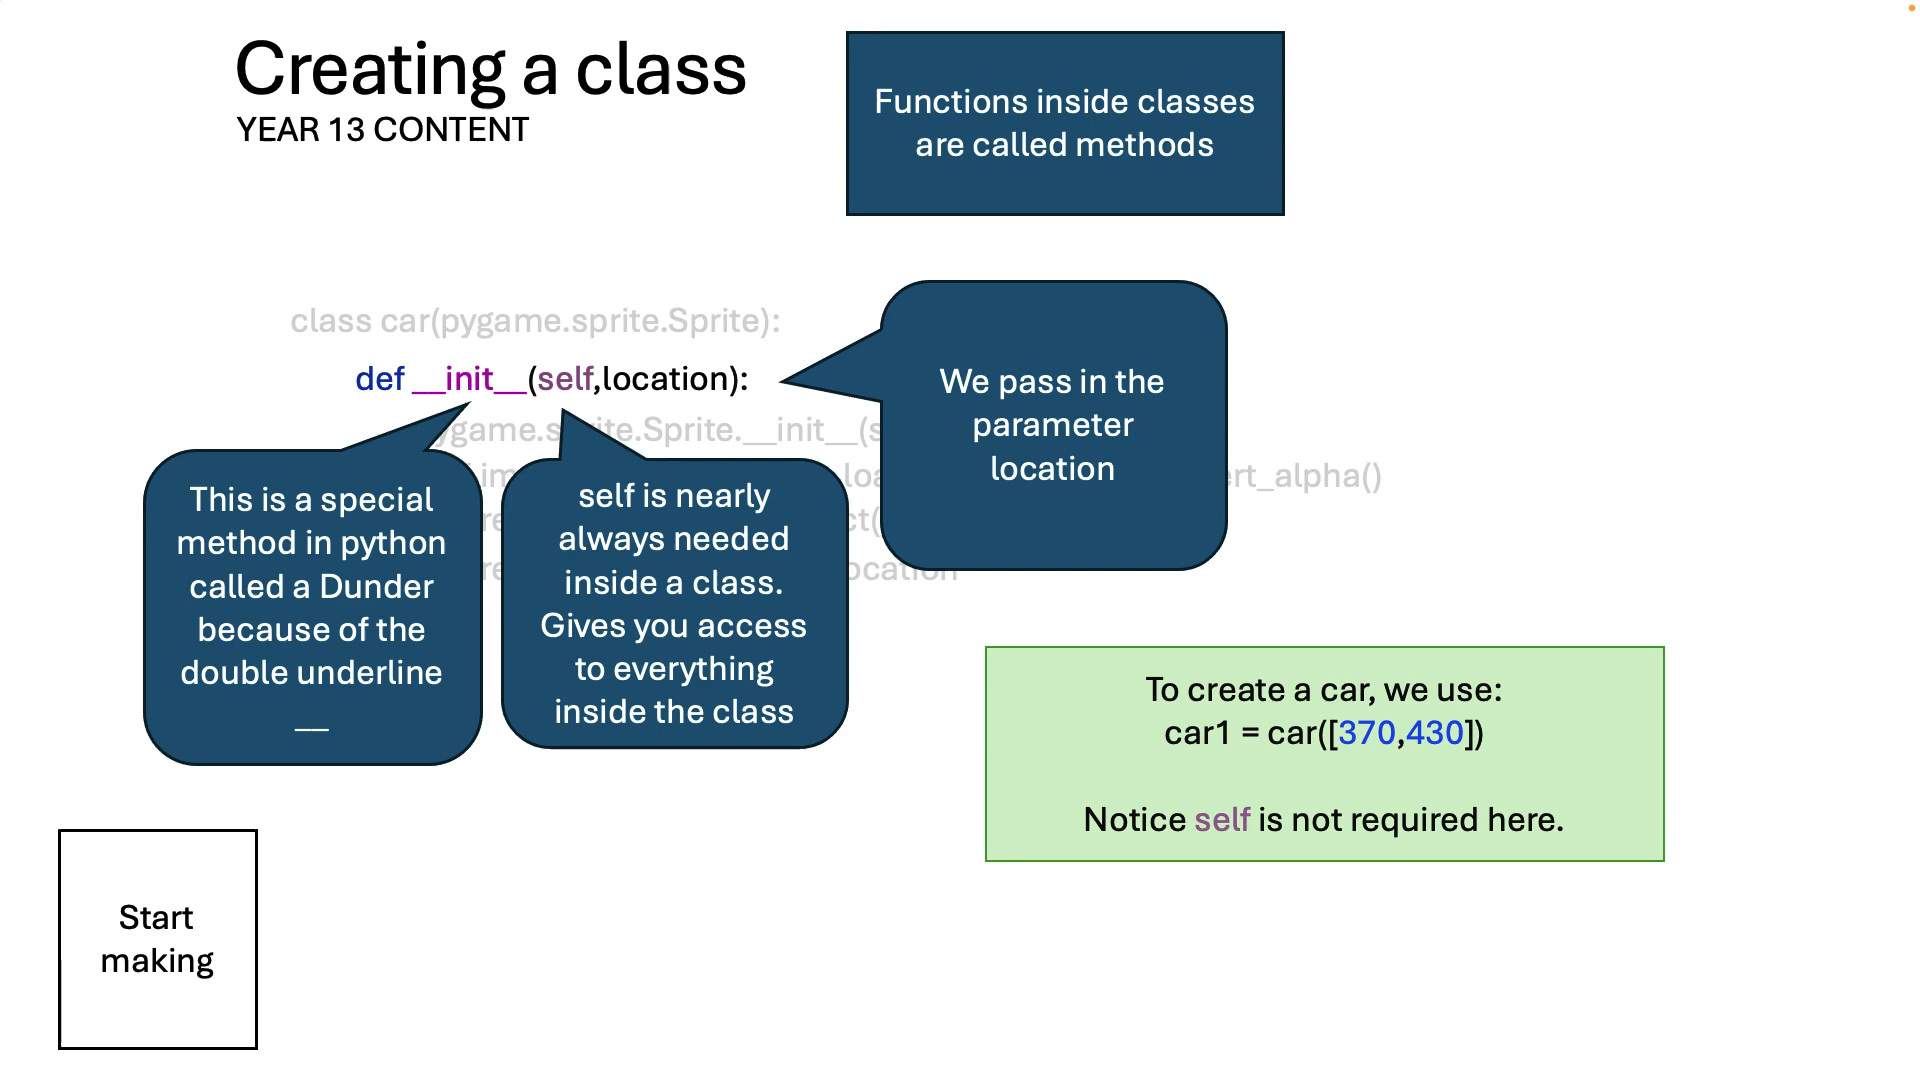 Creating a class
YEAR 13 CONTENT
Functions inside classes
are called methods
class car(pygame.sprite.Sprite):
def __init__(self,location):
We pass in the
parameter
location
This is a special
method in python
called a Dunder
because of the
double underline
__
self is nearly
always needed
inside a class.
Gives you access
to everything
inside the class
To create a car, we use:
car1 = car([370,430])
Notice self is not required here.
Start
making